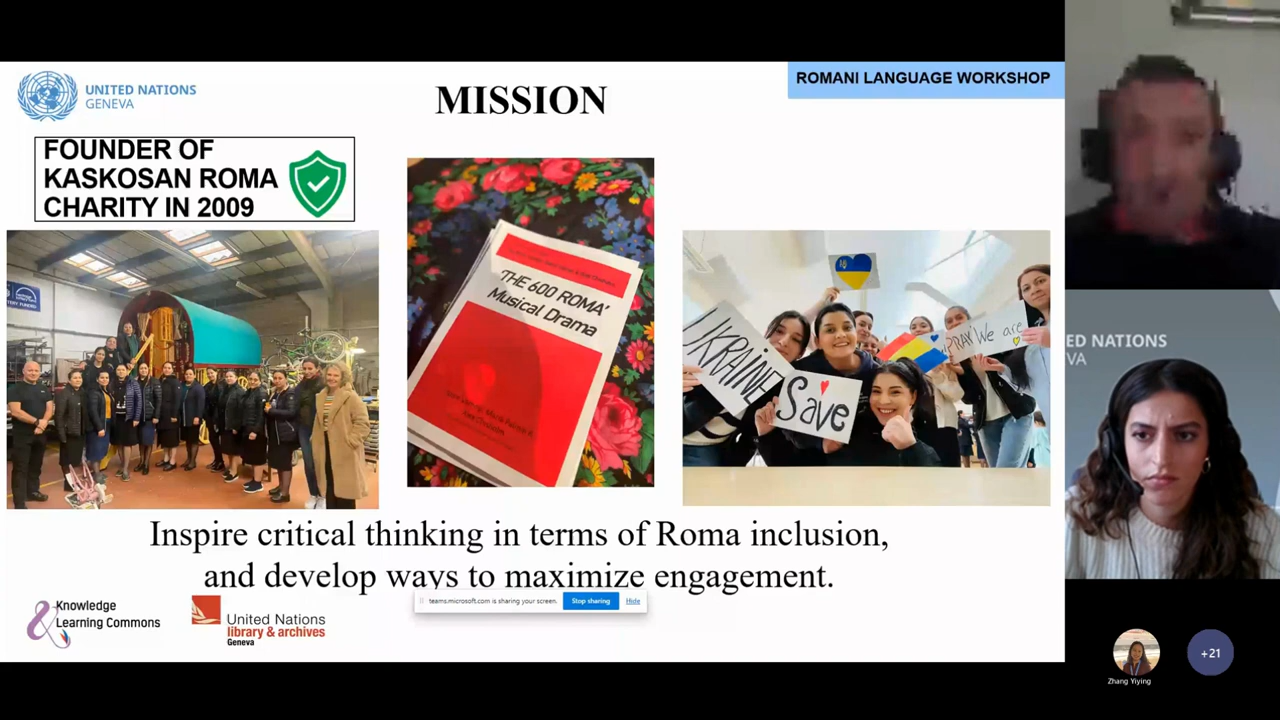 UNITED NATIONS
GENEVA
MISSION
ROMANI LANGUAGE WORKSHOP
FOUNDER OF
KASKOSAN ROMA
CHARITY IN 2009
'THE 600 ROMA'
Musical Drama
UKRAINE
Save
PRAY We are
Inspire critical thinking in terms of Roma inclusion,
and develop ways to maximize engagement.
teams.microsoft.com is sharing your screen.
Stop sharing
Hide
Knowledge
& Learning Commons
United Nations
library & archives
Geneva
ED NATIONS
VA
Zhang Yiying
+21